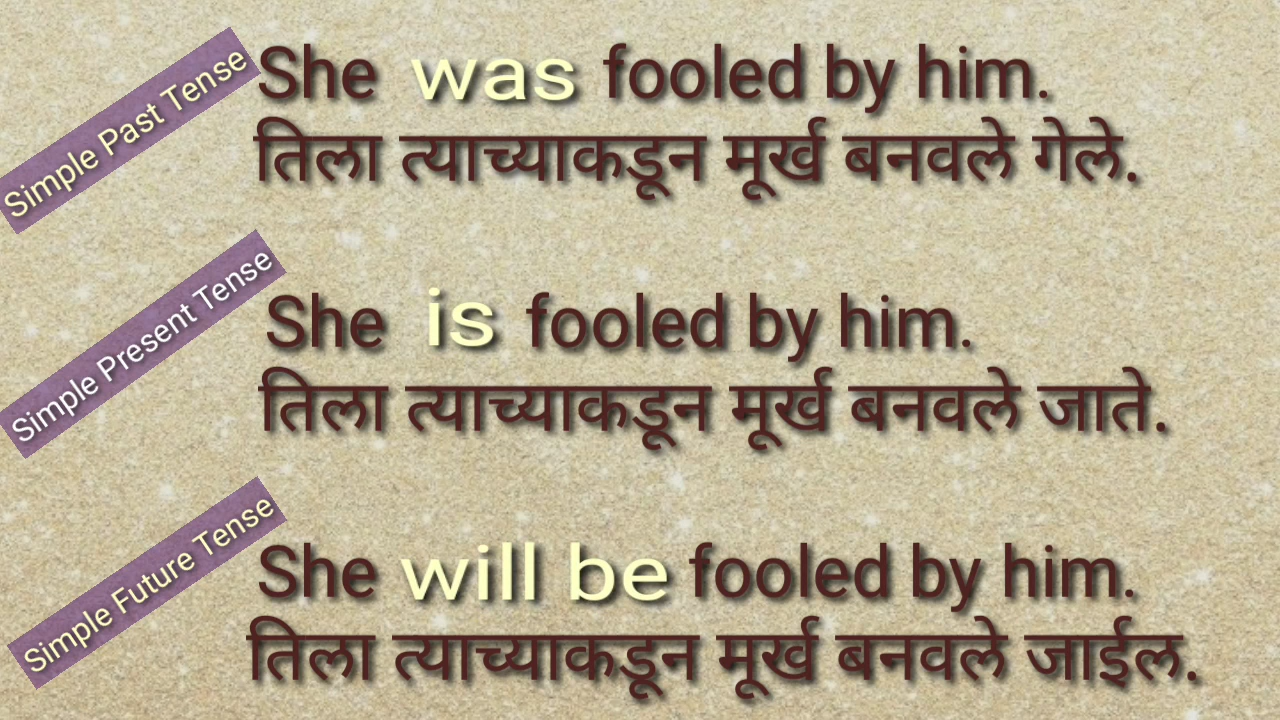 Simple Past Tense
She was fooled by him.
तिला त्याच्याकडून मूर्ख बनवले गेले.
Simple Present Tense
She is fooled by him.
तिला त्याच्याकडून मूर्ख बनवले जाते.
Simple Future Tense
She will be fooled by him.
तिला त्याच्याकडून मूर्ख बनवले जाईल.